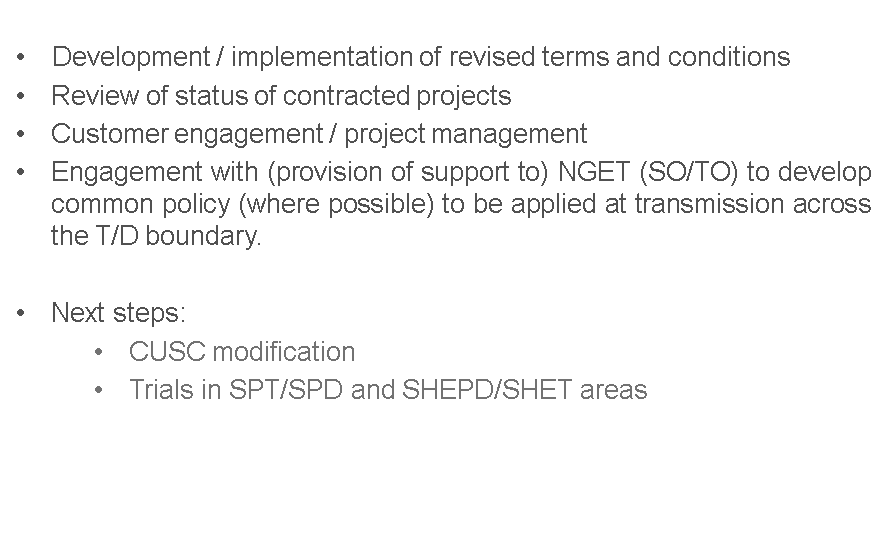 • Development / implementation of revised terms and conditions
• Review of status of contracted projects
• Customer engagement / project management
• Engagement with (provision of support to) NGET (SO/TO) to develop
common policy (where possible) to be applied at transmission across
the T/D boundary.
• Next steps:
• CUSC modification
• Trials in SPT/SPD and SHEPD/SHET areas